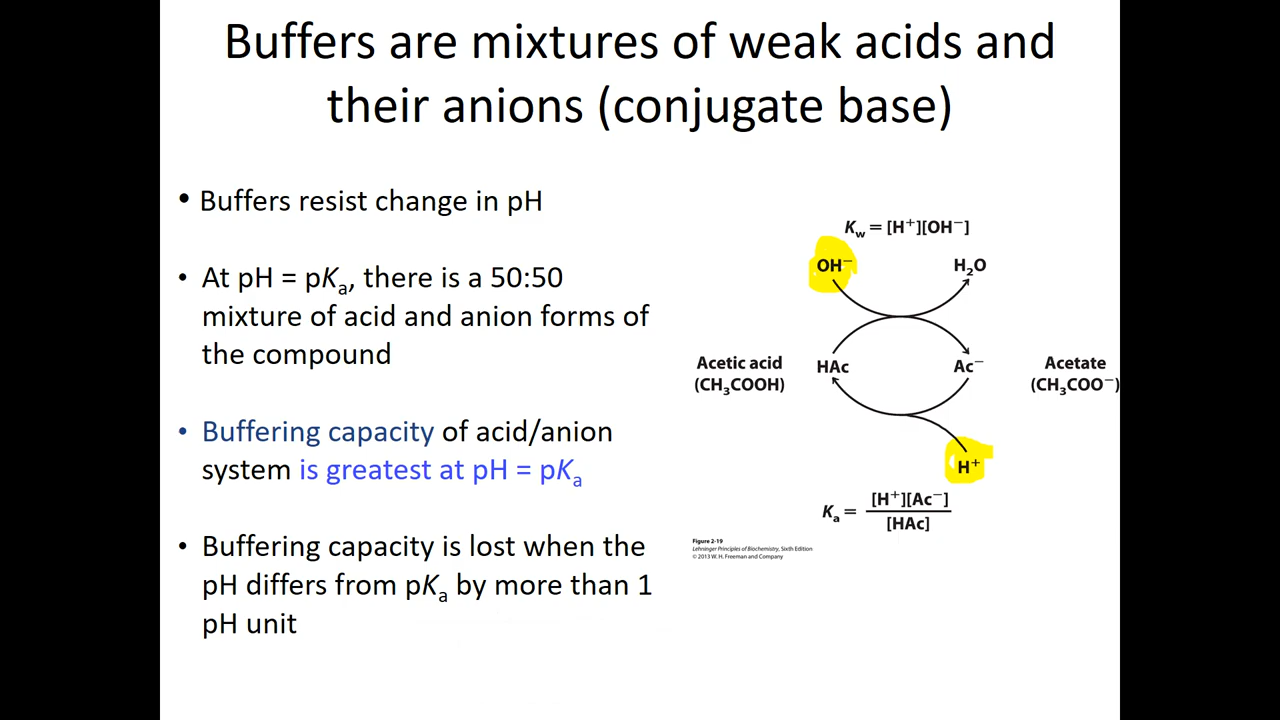 Buffers are mixtures of weak acids and
their anions (conjugate base)
• Buffers resist change in pH
• At pH = pKₐ, there is a 50:50
mixture of acid and anion forms of
the compound
• Buffering capacity of acid/anion
system is greatest at pH = pKₐ
• Buffering capacity is lost when the
pH differs from pKₐ by more than 1
pH unit
K_w = [H⁺][OH⁻]
OH⁻
H₂O
Acetic acid
(CH₃COOH)
HAc
Ac⁻
Acetate
(CH₃COO⁻)
H⁺
Kₐ = [H⁺][Ac⁻]
[HAc]
Figure 2-19
Lehninger Principles of Biochemistry, Sixth Edition
© 2013 W. H. Freeman and Company